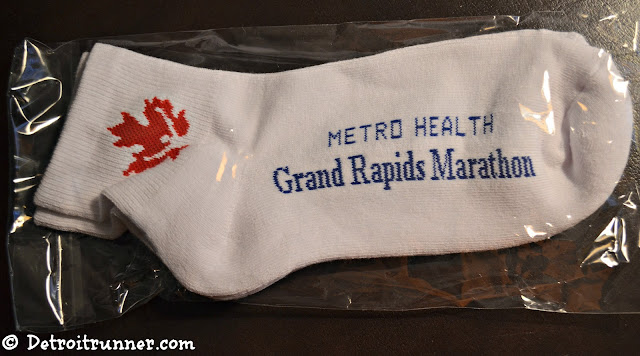 METRO HEALTH
Grand Rapids Marathon
© Detroitrunner.com